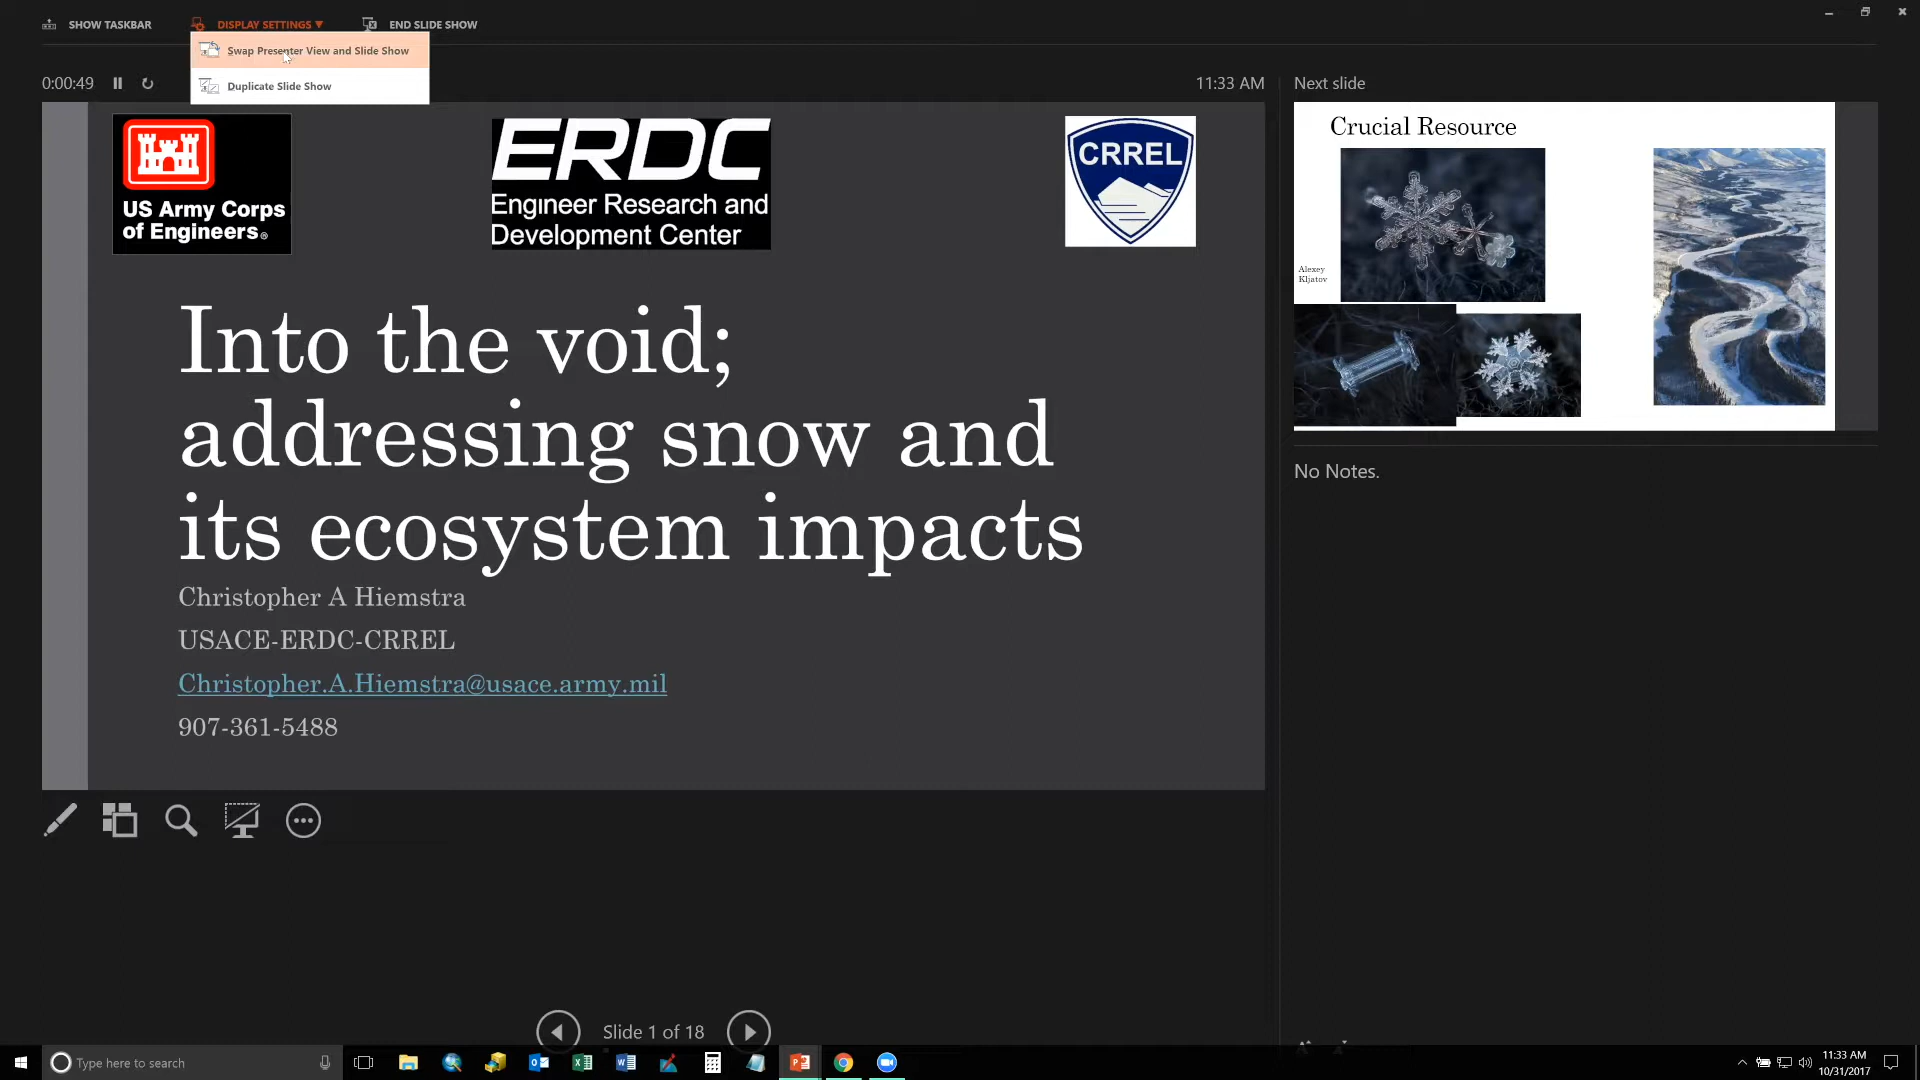 SHOW TASKBAR
DISPLAY SETTINGS ▼
END SLIDE SHOW
Swap Presenter View and Slide Show
Duplicate Slide Show
0:00:49
11:33 AM
Next slide
US Army Corps
of Engineers®
ERDC
Engineer Research and
Development Center
CRREL
Into the void;
addressing snow and
its ecosystem impacts
Christopher A Hiemstra
USACE-ERDC-CRREL
Christopher.A.Hiemstra@usace.army.mil
907-361-5488
Crucial Resource
Alexey
Kljatov
No Notes.
Slide 1 of 18
Type here to search
11:33 AM
10/31/2017